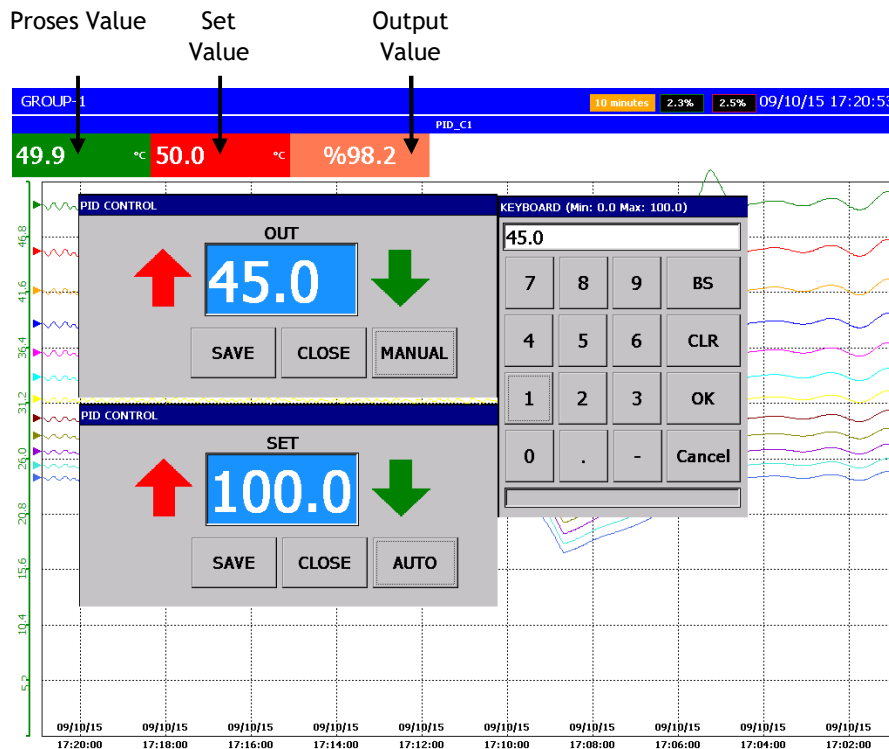 Proses Value
Set
Value
Output
Value
GROUP-1
10 minutes
2.3%
2.5%
09/10/15 17:20:53
PID_C1
49.9 °C
50.0 °C
%98.2
PID CONTROL
OUT
45.0
SAVE
CLOSE
MANUAL
PID CONTROL
SET
100.0
SAVE
CLOSE
AUTO
KEYBOARD (Min: 0.0 Max: 100.0)
45.0
7 8 9 BS
4 5 6 CLR
1 2 3 OK
0 . - Cancel
46.8
41.6
36.4
31.2
26.0
20.8
15.6
10.4
5.2
09/10/15 09/10/15 09/10/15 09/10/15 09/10/15 09/10/15 09/10/15 09/10/15 09/10/15 09/10/15
17:20:00 17:18:00 17:16:00 17:14:00 17:12:00 17:10:00 17:08:00 17:06:00 17:04:00 17:02:00